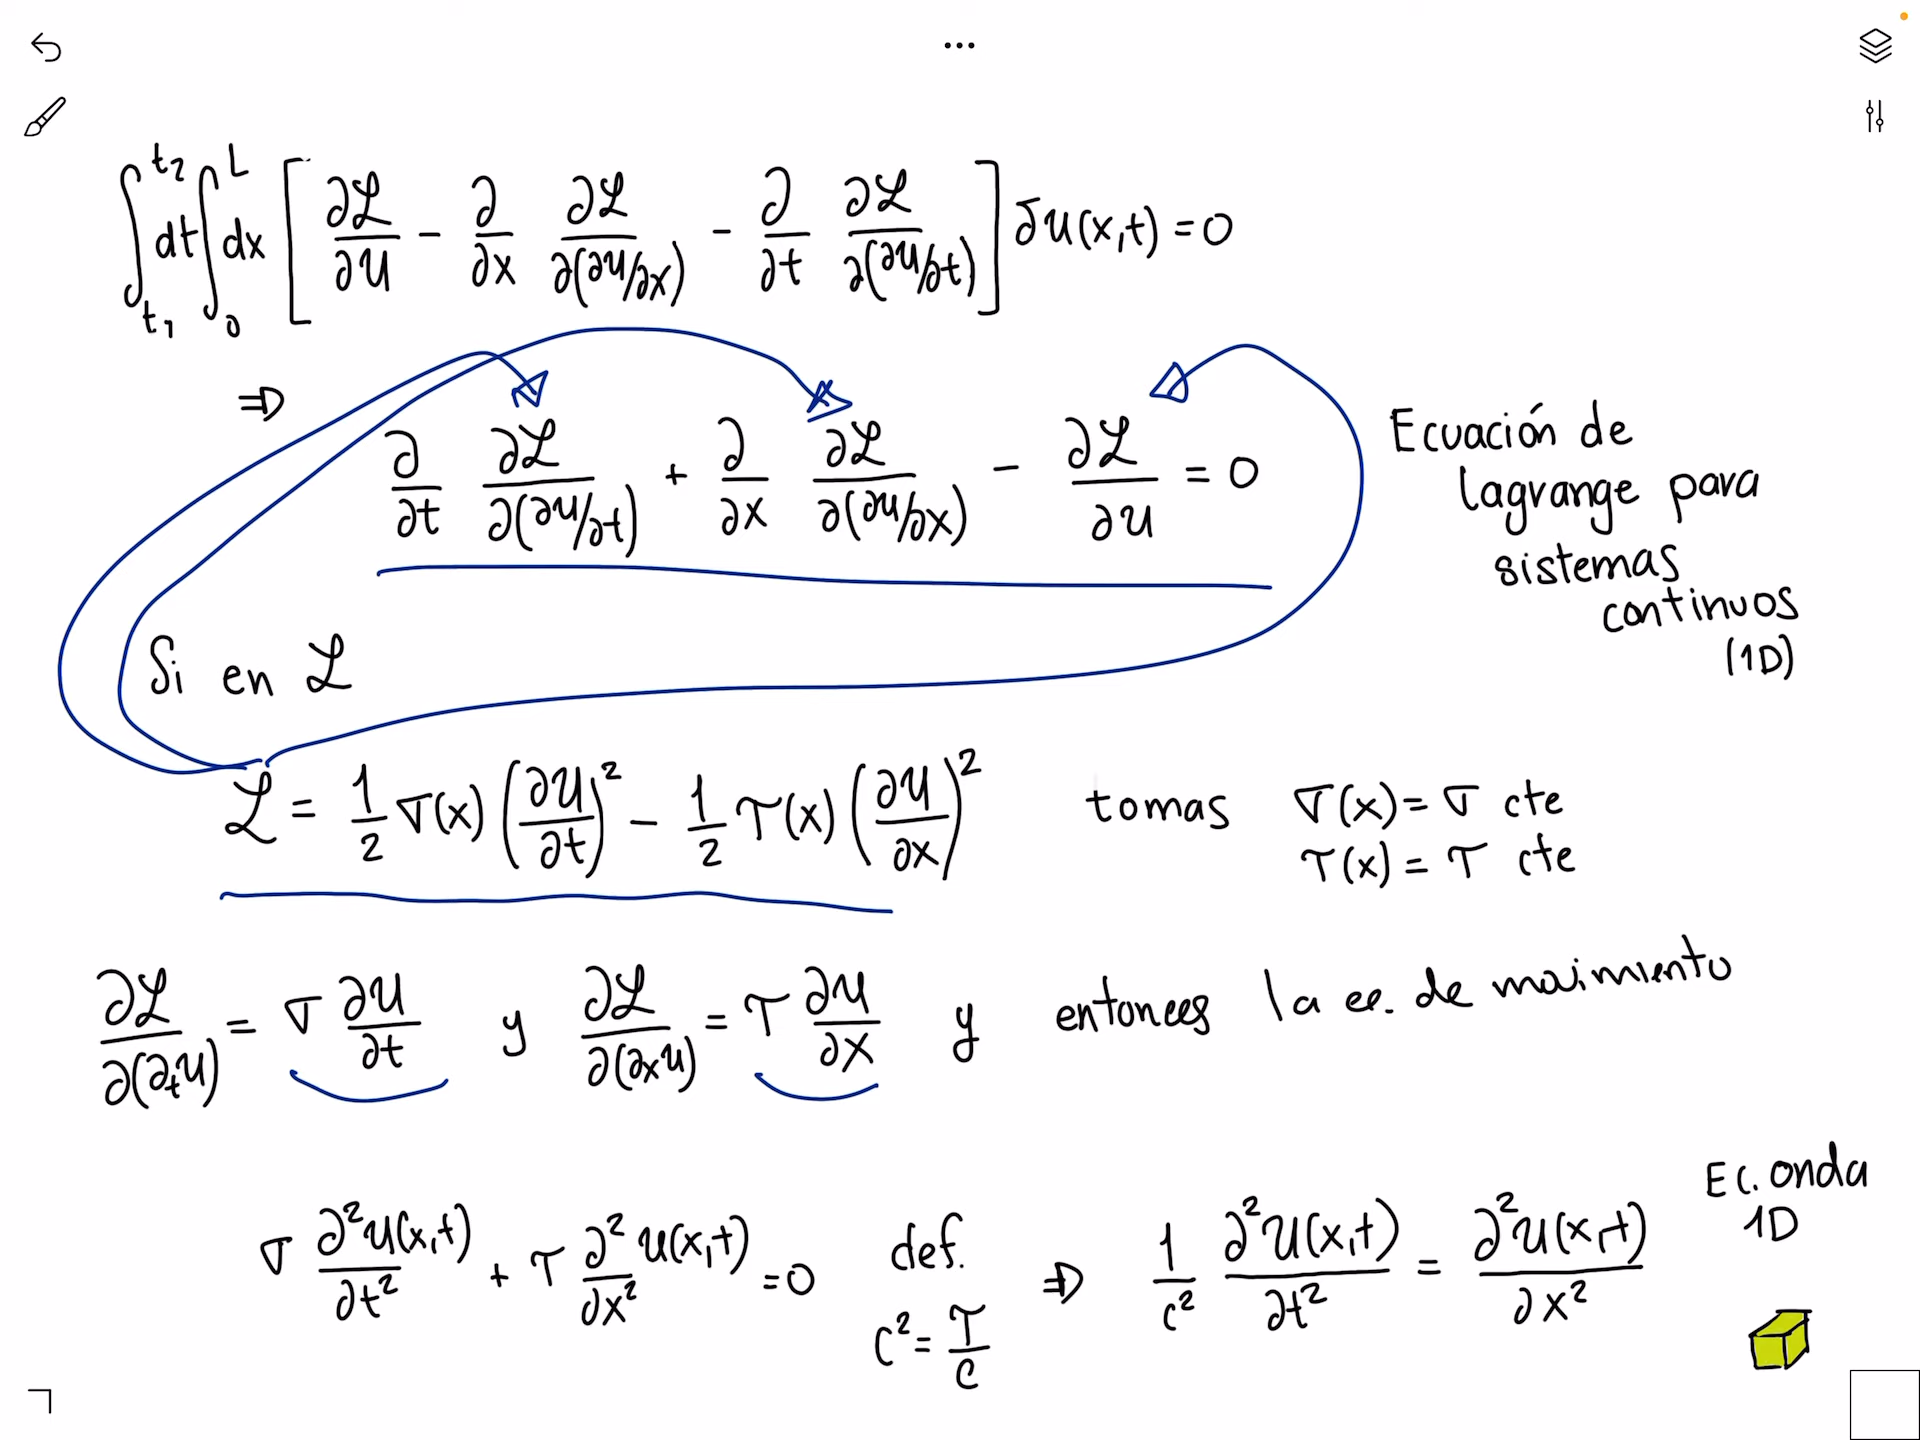 ∫_{t₁}^{t₂} dt ∫_0^L dx [ ∂ℒ/∂u − ∂/∂x ∂ℒ/∂(∂u/∂x) − ∂/∂t ∂ℒ/∂(∂u/∂t) ] δu(x,t) = 0
⇒
∂/∂t ∂ℒ/∂(∂u/∂t) + ∂/∂x ∂ℒ/∂(∂u/∂x) − ∂ℒ/∂u = 0
Ecuación de
lagrange para
sistemas
continuos
(1D)
Si en ℒ
ℒ = 1/2 σ(x) (∂u/∂t)² − 1/2 τ(x) (∂u/∂x)² tomas σ(x) = σ cte
τ(x) = τ cte
∂ℒ/∂(∂ₜu) = σ ∂u/∂t y ∂ℒ/∂(∂ₓu) = τ ∂u/∂x y entonces la ec. de movimiento
σ ∂²u(x,t)/∂t² + τ ∂²/∂x² u(x,t) = 0 def. c² = τ/c ⇒ 1/c² ∂²u(x,t)/∂t² = ∂²u(x,t)/∂x²
Ec. onda
1D